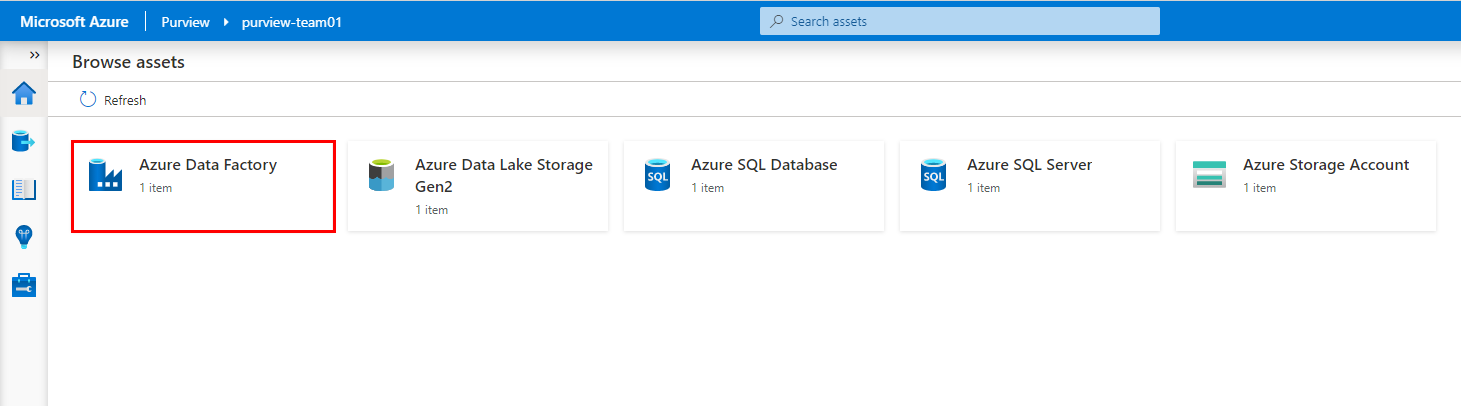 Microsoft Azure Purview purview-team01 Search assets
Browse assets
Refresh
Azure Data Factory
1 item
Azure Data Lake Storage
Gen2
1 item
SQL
Azure SQL Database
1 item
SQL
Azure SQL Server
1 item
Azure Storage Account
1 item